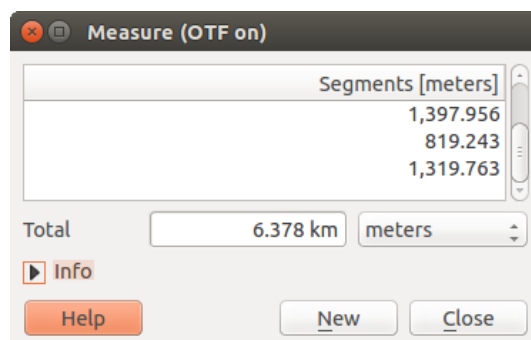 Measure (OTF on)
Segments [meters]
1,397.956
819.243
1,319.763
Total 6.378 km meters
Info
Help New Close